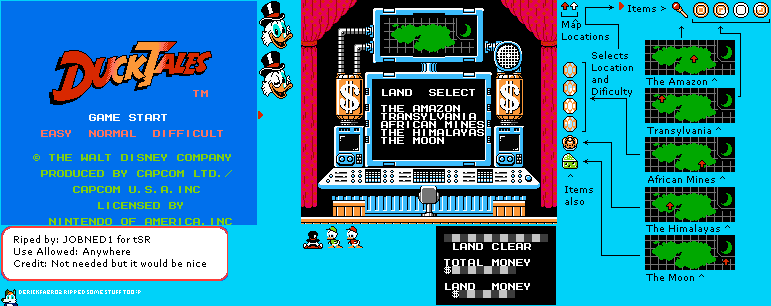 DUCKTALES
TM
GAME START
EASY NORMAL DIFFICULT
© THE WALT DISNEY COMPANY
PRODUCED BY CAPCOM LTD./
CAPCOM U.S.A. INC
LICENSED BY
NINTENDO OF AMERICA. INC
Riped by: JOBNED1 for tSR
Use Allowed: Anywhere
Credit: Not needed but it would be nice
LAND SELECT
THE AMAZON
TRANSYLVANIA
AFRICAN MINES
THE HIMALAYAS
THE MOON
LAND CLEAR
TOTAL MONEY
$
LAND MONEY
$
^
Map
Locations
Items >
Selects
Location
and
Dificulty
^
Items
also
The Amazon ^
Transylvania ^
African Mines ^
The Himalayas ^
The Moon ^